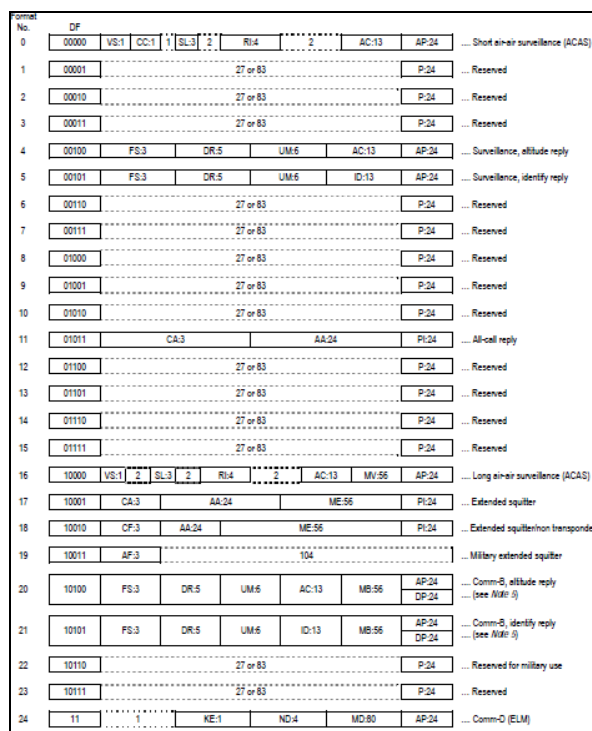 Format
No. DF
0 00000 VS:1 CC:1 1 SL:3 2 RI:4 2 AC:13 AP:24 .... Short air-air surveillance (ACAS)
1 00001 27 or 83 P:24 .... Reserved
2 00010 27 or 83 P:24 .... Reserved
3 00011 27 or 83 P:24 .... Reserved
4 00100 FS:3 DR:5 UM:6 AC:13 AP:24 .... Surveillance, altitude reply
5 00101 FS:3 DR:5 UM:6 ID:13 AP:24 .... Surveillance, identify reply
6 00110 27 or 83 P:24 .... Reserved
7 00111 27 or 83 P:24 .... Reserved
8 01000 27 or 83 P:24 .... Reserved
9 01001 27 or 83 P:24 .... Reserved
10 01010 27 or 83 P:24 .... Reserved
11 01011 CA:3 AA:24 PI:24 .... All-call reply
12 01100 27 or 83 P:24 .... Reserved
13 01101 27 or 83 P:24 .... Reserved
14 01110 27 or 83 P:24 .... Reserved
15 01111 27 or 83 P:24 .... Reserved
16 10000 VS:1 2 SL:3 2 RI:4 2 AC:13 MV:56 AP:24 .... Long air-air surveillance (ACAS)
17 10001 CA:3 AA:24 ME:56 PI:24 .... Extended squitter
18 10010 CF:3 AA:24 ME:56 PI:24 .... Extended squitter/non transponde
19 10011 AF:3 104 .... Military extended squitter
20 10100 FS:3 DR:5 UM:6 AC:13 MB:56 AP:24 .... Comm-B, altitude reply
DP:24 .... (see Note 5)
21 10101 FS:3 DR:5 UM:6 ID:13 MB:56 AP:24 .... Comm-B, identify reply
DP:24 .... (see Note 5)
22 10110 27 or 83 P:24 .... Reserved for military use
23 10111 27 or 83 P:24 .... Reserved
24 11 1 KE:1 ND:4 MD:80 AP:24 .... Comm-D (ELM)